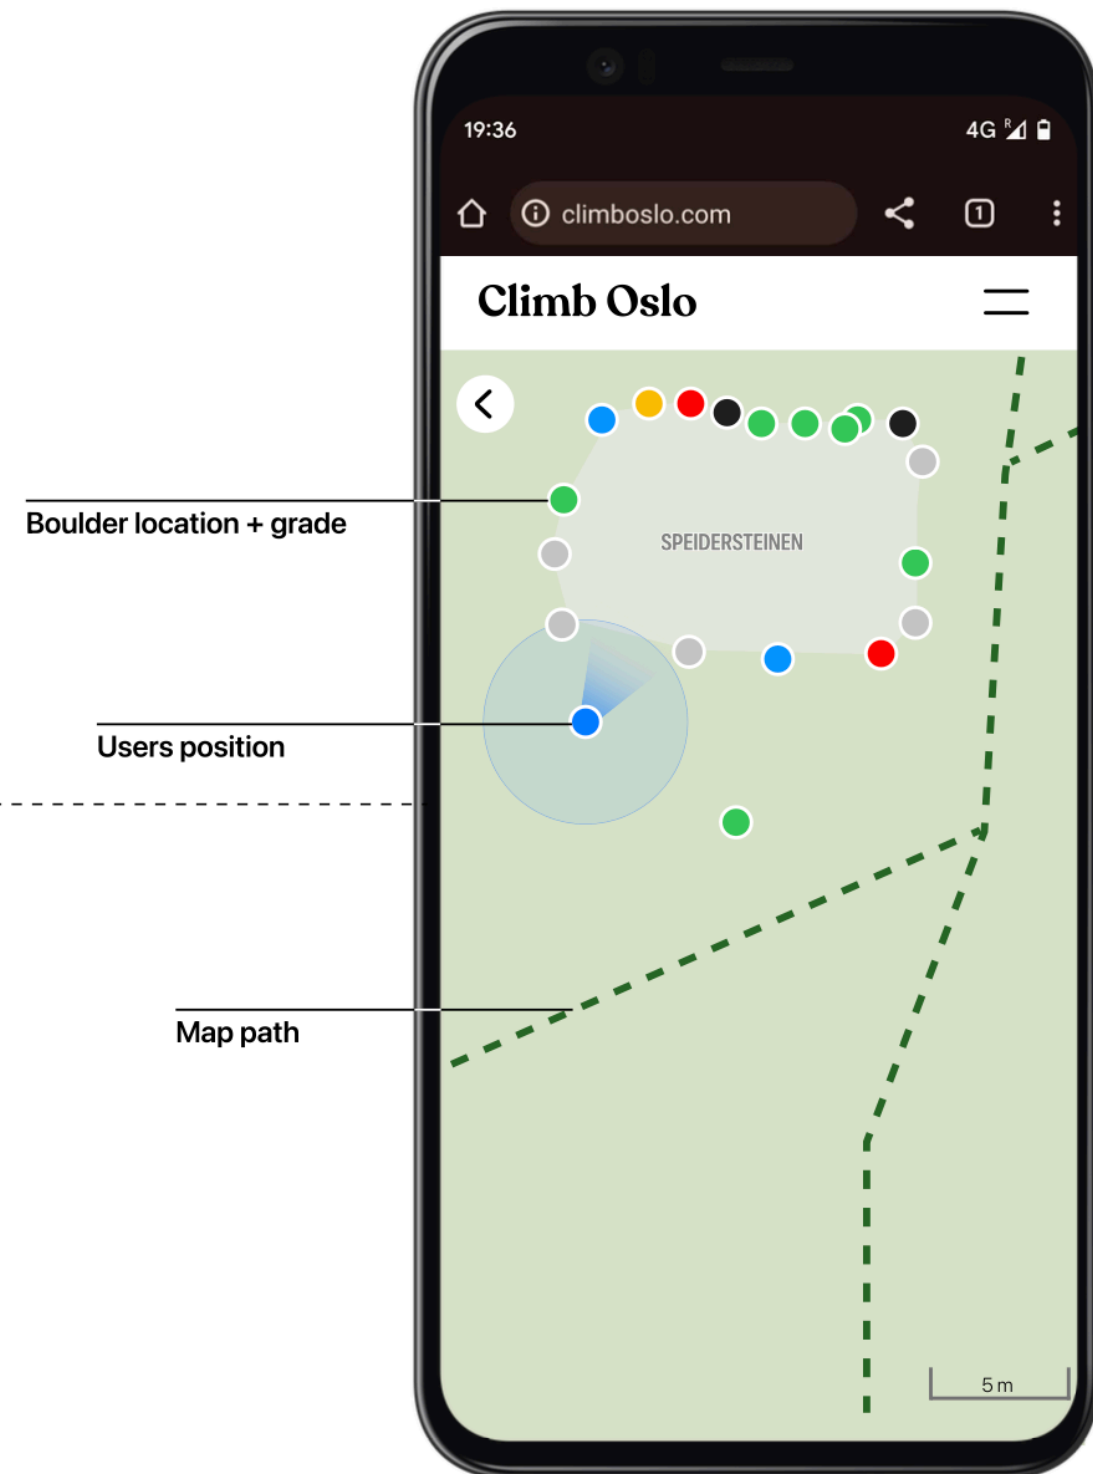 19:36
4G R
climboslo.com
1
Climb Oslo
Boulder location + grade
SPEIDERSTEINEN
Users position
Map path
5 m